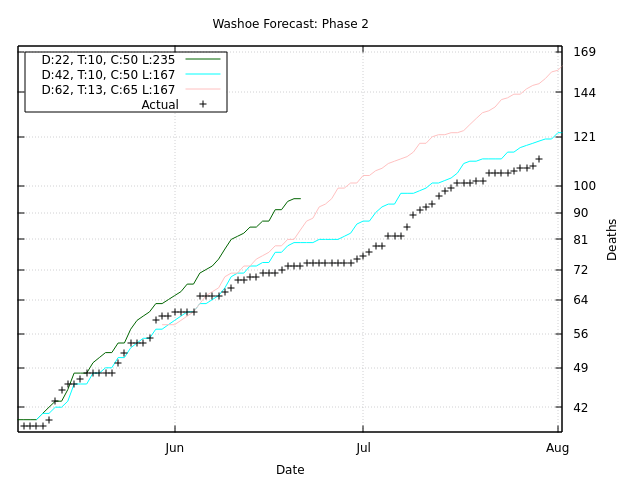 Washoe Forecast: Phase 2
D:22, T:10, C:50 L:235
D:42, T:10, C:50 L:167
D:62, T:13, C:65 L:167
Actual
169
144
121
100
90
81
72
64
56
49
42
Deaths
Jun
Jul
Aug
Date